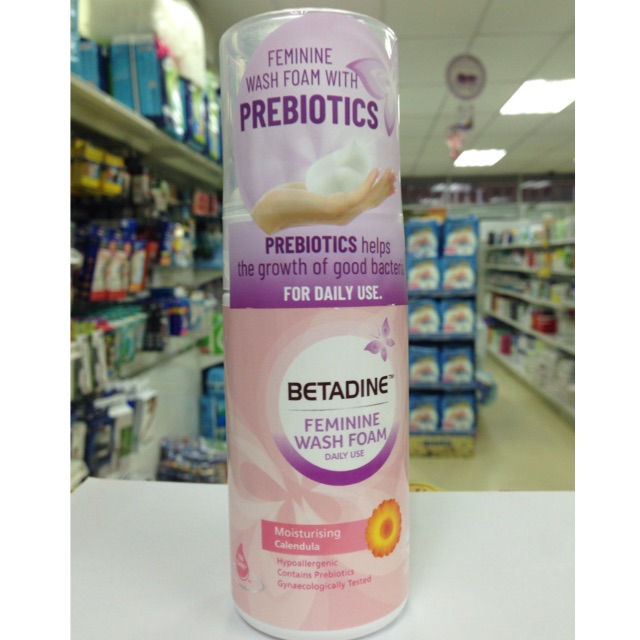 FEMININE
WASH FOAM WITH
PREBIOTICS
PREBIOTICS helps
the growth of good bacteria
FOR DAILY USE.
BETADINE™
FEMININE
WASH FOAM
DAILY USE
Moisturising
Calendula
Hypoallergenic
Contains Prebiotics
Gynaecologically Tested